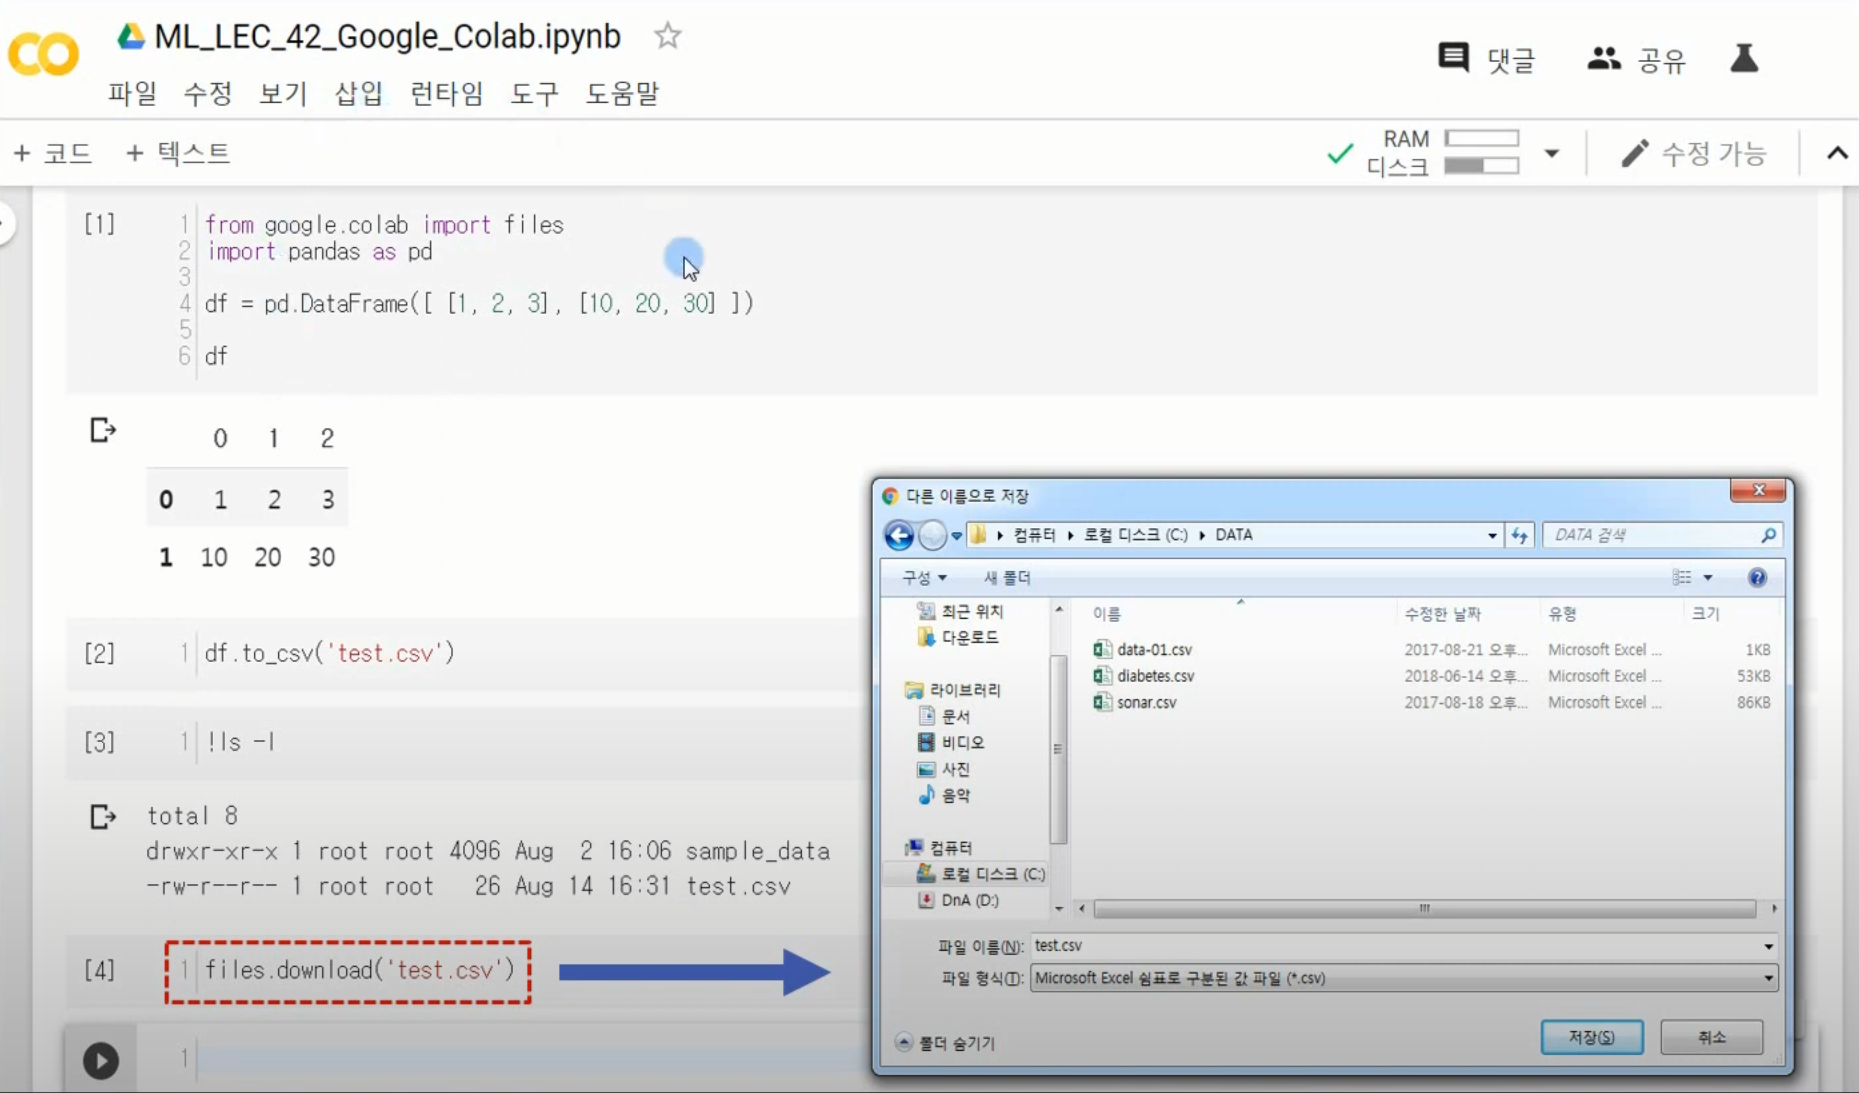 ML_LEC_42_Google_Colab.ipynb
파일 수정 보기 삽입 런타임 도구 도움말
댓글 공유
+ 코드 + 텍스트
RAM
디스크
수정 가능
[1]
1 from google.colab import files
2 import pandas as pd
3
4 df = pd.DataFrame([ [1, 2, 3], [10, 20, 30] ])
5
6 df
0 1 2
0 1 2 3
1 10 20 30
[2] 1 df.to_csv('test.csv')
[3] 1 !ls -l
total 8
drwxr-xr-x 1 root root 4096 Aug 2 16:06 sample_data
-rw-r--r-- 1 root root 26 Aug 14 16:31 test.csv
[4] 1 files.download('test.csv')
1
다른 이름으로 저장
컴퓨터 로컬 디스크 (C:) DATA
DATA 검색
구성 새 폴더
최근 위치
다운로드
라이브러리
문서
비디오
사진
음악
컴퓨터
로컬 디스크 (C:)
DnA (D:)
이름 수정한 날짜 유형 크기
data-01.csv 2017-08-21 오후... Microsoft Excel ... 1KB
diabetes.csv 2018-06-14 오후... Microsoft Excel ... 53KB
sonar.csv 2017-08-18 오후... Microsoft Excel ... 86KB
파일 이름(N): test.csv
파일 형식(T): Microsoft Excel 쉼표로 구분된 값 파일 (*.csv)
폴더 숨기기
저장(S) 취소